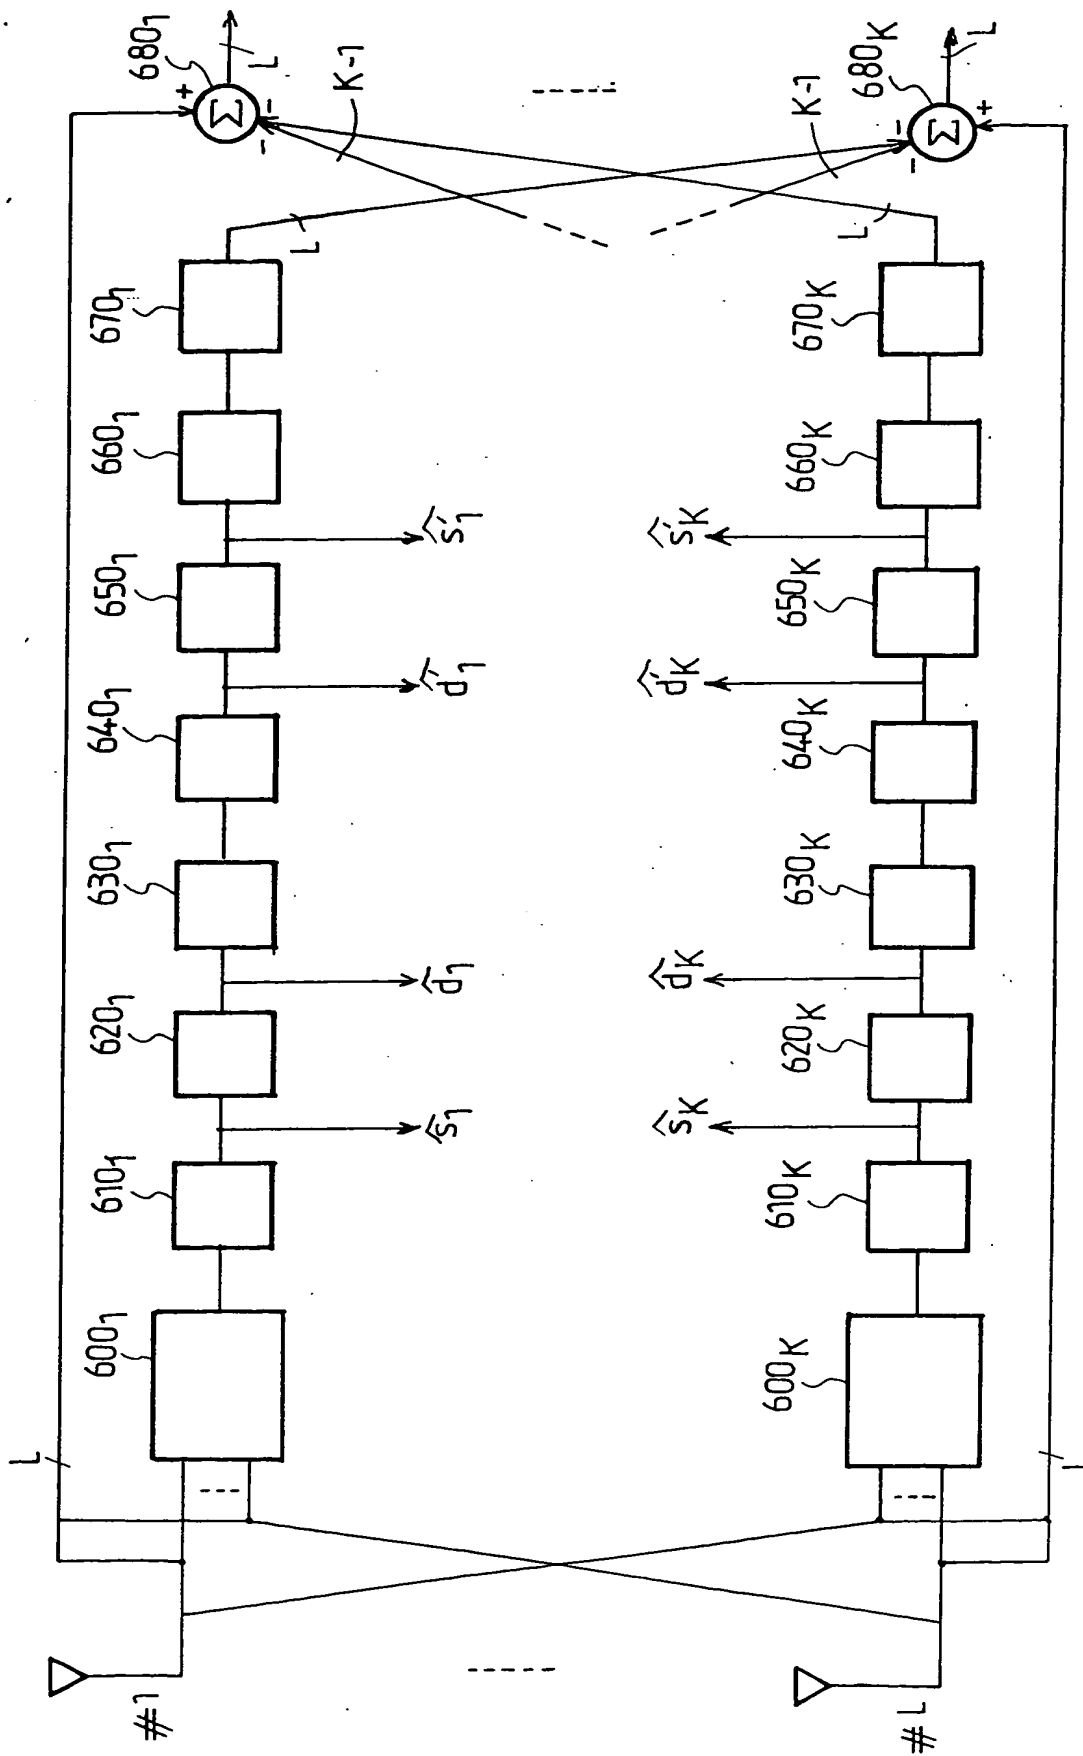 #1
L
600₁
610₁
ŝ₁
620₁
d̂₁
630₁
640₁
d̂'₁
650₁
ŝ'₁
660₁
670₁
L
K-1
+
-
-
Σ
680₁
L
#L
L
600_K
610_K
ŝ_K
620_K
d̂_K
630_K
640_K
d̂'_K
650_K
ŝ'_K
660_K
670_K
L
K-1
-
-
+
Σ
680_K
L